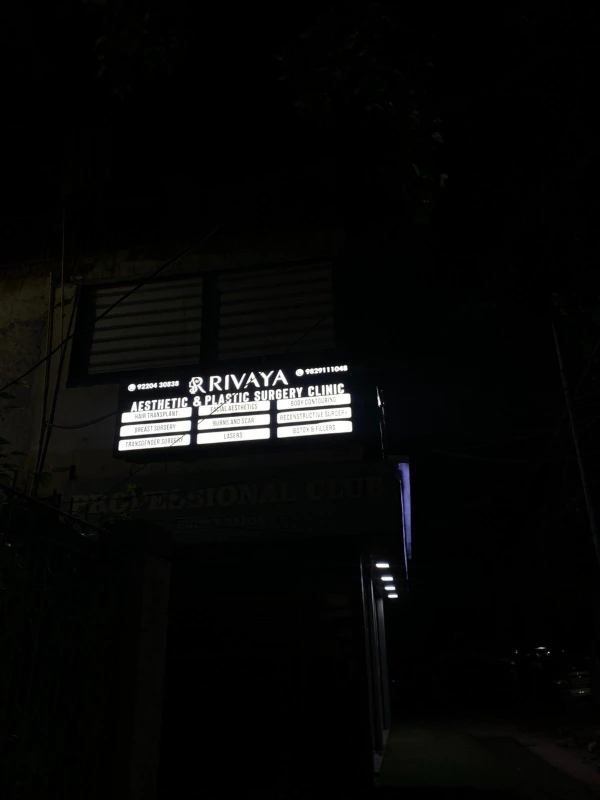 92204 30838 RIVAYA 9829111048
AESTHETIC & PLASTIC SURGERY CLINIC
HAIR TRANSPLANT FACIAL AESTHETICS BODY CONTOURING
BREAST SURGERY BURNS AND SCAR RECONSTRUCTIVE SURGERY
TRANSGENDER SURGERY LASERS BOTOX & FILLERS
PROFESSIONAL CLUB